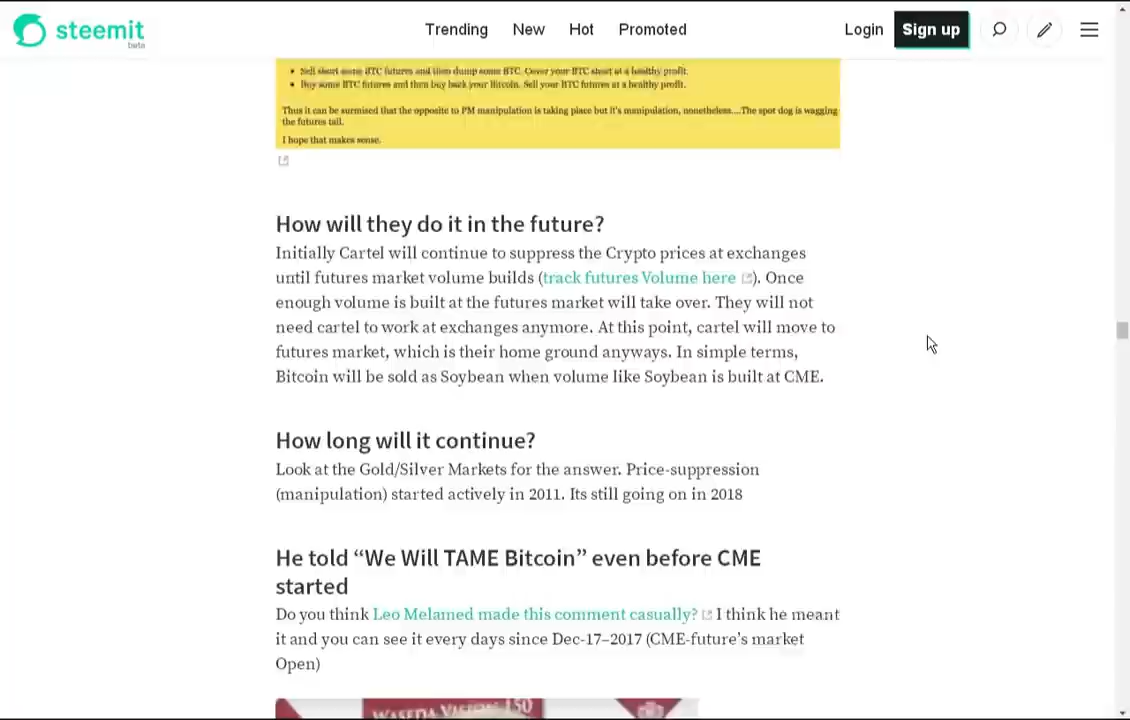 steemit
beta
Trending New Hot Promoted
Login Sign up
• Sell short some BTC futures and then dump some BTC. Cover your BTC short at a healthy profit.
• Buy some BTC futures and then buy back your Bitcoin. Sell your BTC futures at a healthy profit.
Thus it can be surmised that the opposite to PM manipulation is taking place but it's manipulation, nonetheless....The spot dog is wagging
the futures tail.
I hope that makes sense.
How will they do it in the future?
Initially Cartel will continue to suppress the Crypto prices at exchanges
until futures market volume builds (track futures Volume here ). Once
enough volume is built at the futures market will take over. They will not
need cartel to work at exchanges anymore. At this point, cartel will move to
futures market, which is their home ground anyways. In simple terms,
Bitcoin will be sold as Soybean when volume like Soybean is built at CME.
How long will it continue?
Look at the Gold/Silver Markets for the answer. Price-suppression
(manipulation) started actively in 2011. Its still going on in 2018
He told “We Will TAME Bitcoin” even before CME
started
Do you think Leo Melamed made this comment casually? I think he meant
it and you can see it every days since Dec-17–2017 (CME-future's market
Open)
WASEDA VISION 150